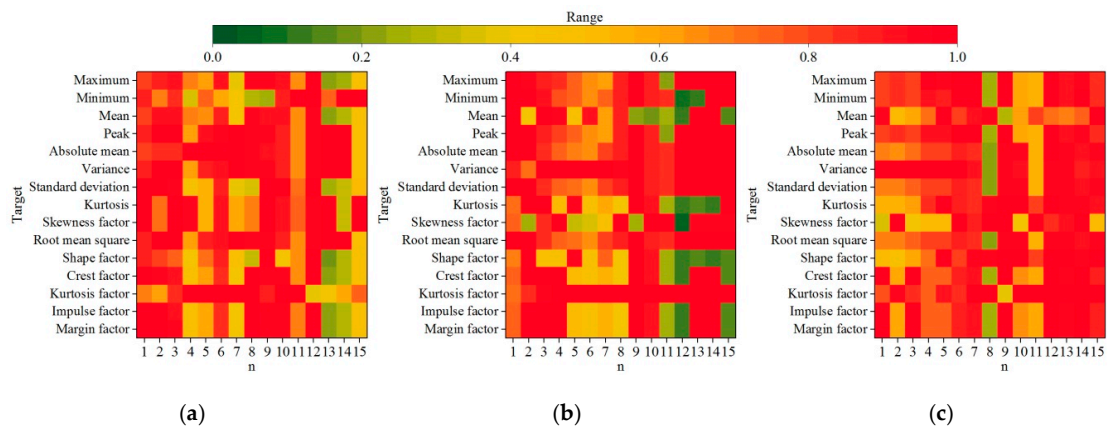 Range
0.0 0.2 0.4 0.6 0.8 1.0
Target
Maximum
Minimum
Mean
Peak
Absolute mean
Variance
Standard deviation
Kurtosis
Skewness factor
Root mean square
Shape factor
Crest factor
Kurtosis factor
Impulse factor
Margin factor
1 2 3 4 5 6 7 8 9 10 11 12 13 14 15
n
(a)
Target
Maximum
Minimum
Mean
Peak
Absolute mean
Variance
Standard deviation
Kurtosis
Skewness factor
Root mean square
Shape factor
Crest factor
Kurtosis factor
Impulse factor
Margin factor
1 2 3 4 5 6 7 8 9 10 11 12 13 14 15
n
(b)
Target
Maximum
Minimum
Mean
Peak
Absolute mean
Variance
Standard deviation
Kurtosis
Skewness factor
Root mean square
Shape factor
Crest factor
Kurtosis factor
Impulse factor
Margin factor
1 2 3 4 5 6 7 8 9 10 11 12 13 14 15
n
(c)